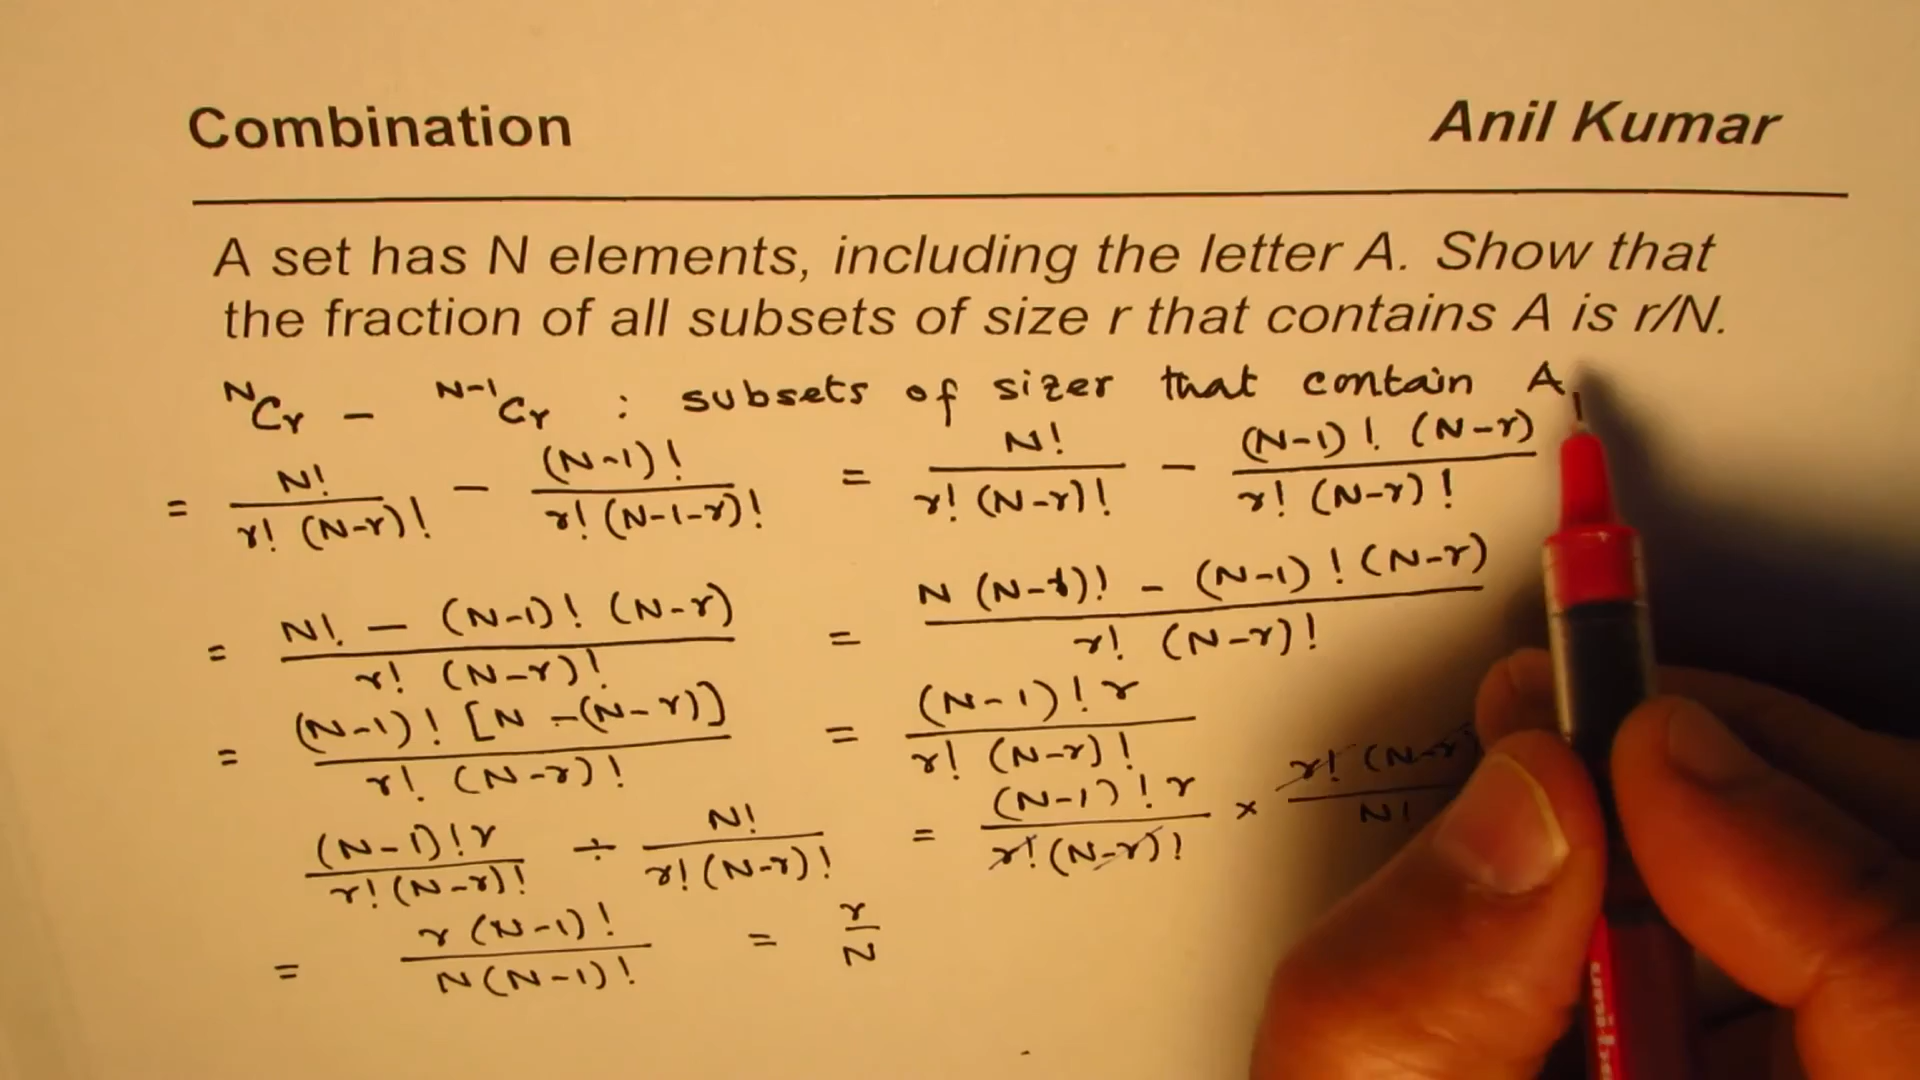 Combination Anil Kumar
A set has N elements, including the letter A. Show that
the fraction of all subsets of size r that contains A is r/N.
ᴺCᵣ − ᴺ⁻¹Cᵣ : subsets of size r that contain A
= N!/(r! (N-r)!) − (N-1)!/(r! (N-1-r)!) = N!/(r! (N-r)!) − (N-1)! (N-r)/(r! (N-r)!)
= (N! − (N-1)! (N-r))/(r! (N-r)!) = (N (N-1)! − (N-1)! (N-r))/(r! (N-r)!)
= (N-1)! [N − (N-r)]/(r! (N-r)!) = (N-1)! r/(r! (N-r)!)
(N-1)! r/(r! (N-r)!) ÷ N!/(r! (N-r)!) = (N-1)! r/(r! (N-r)!) × r! (N-r)/N!
= r (N-1)!/(N (N-1)!) = r/N